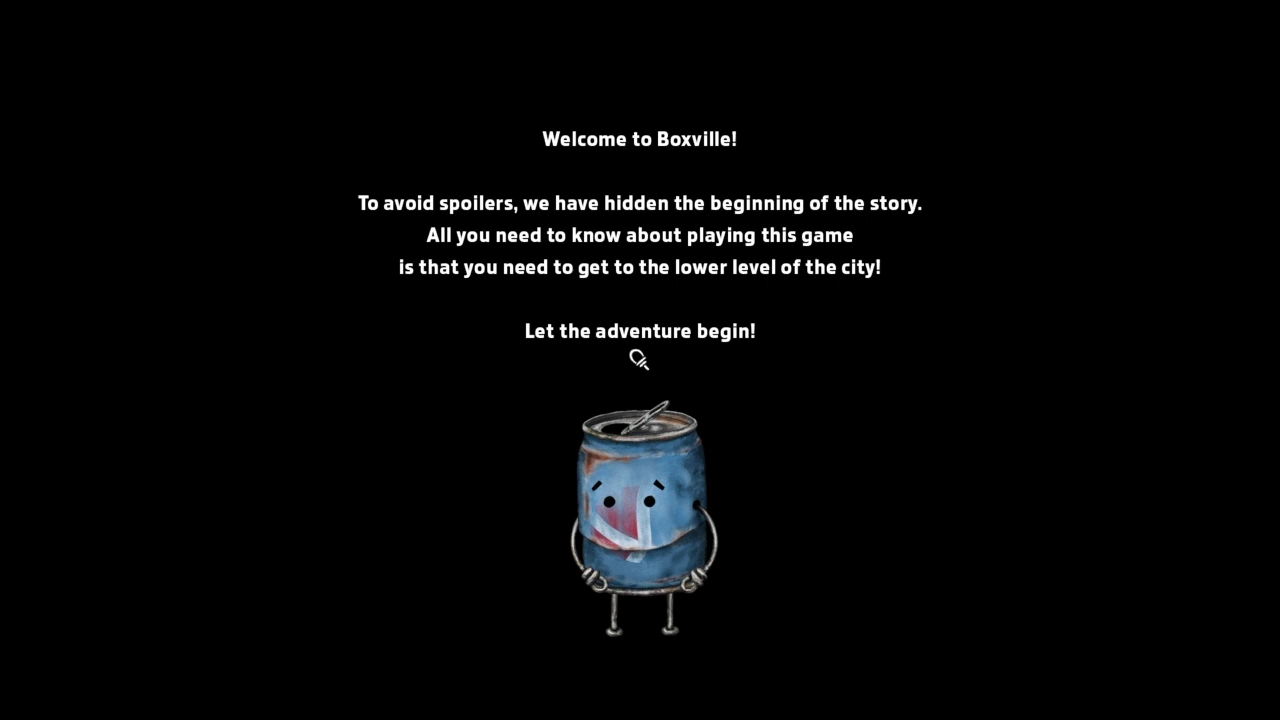 Welcome to Boxville!
To avoid spoilers, we have hidden the beginning of the story.
All you need to know about playing this game
is that you need to get to the lower level of the city!
Let the adventure begin!